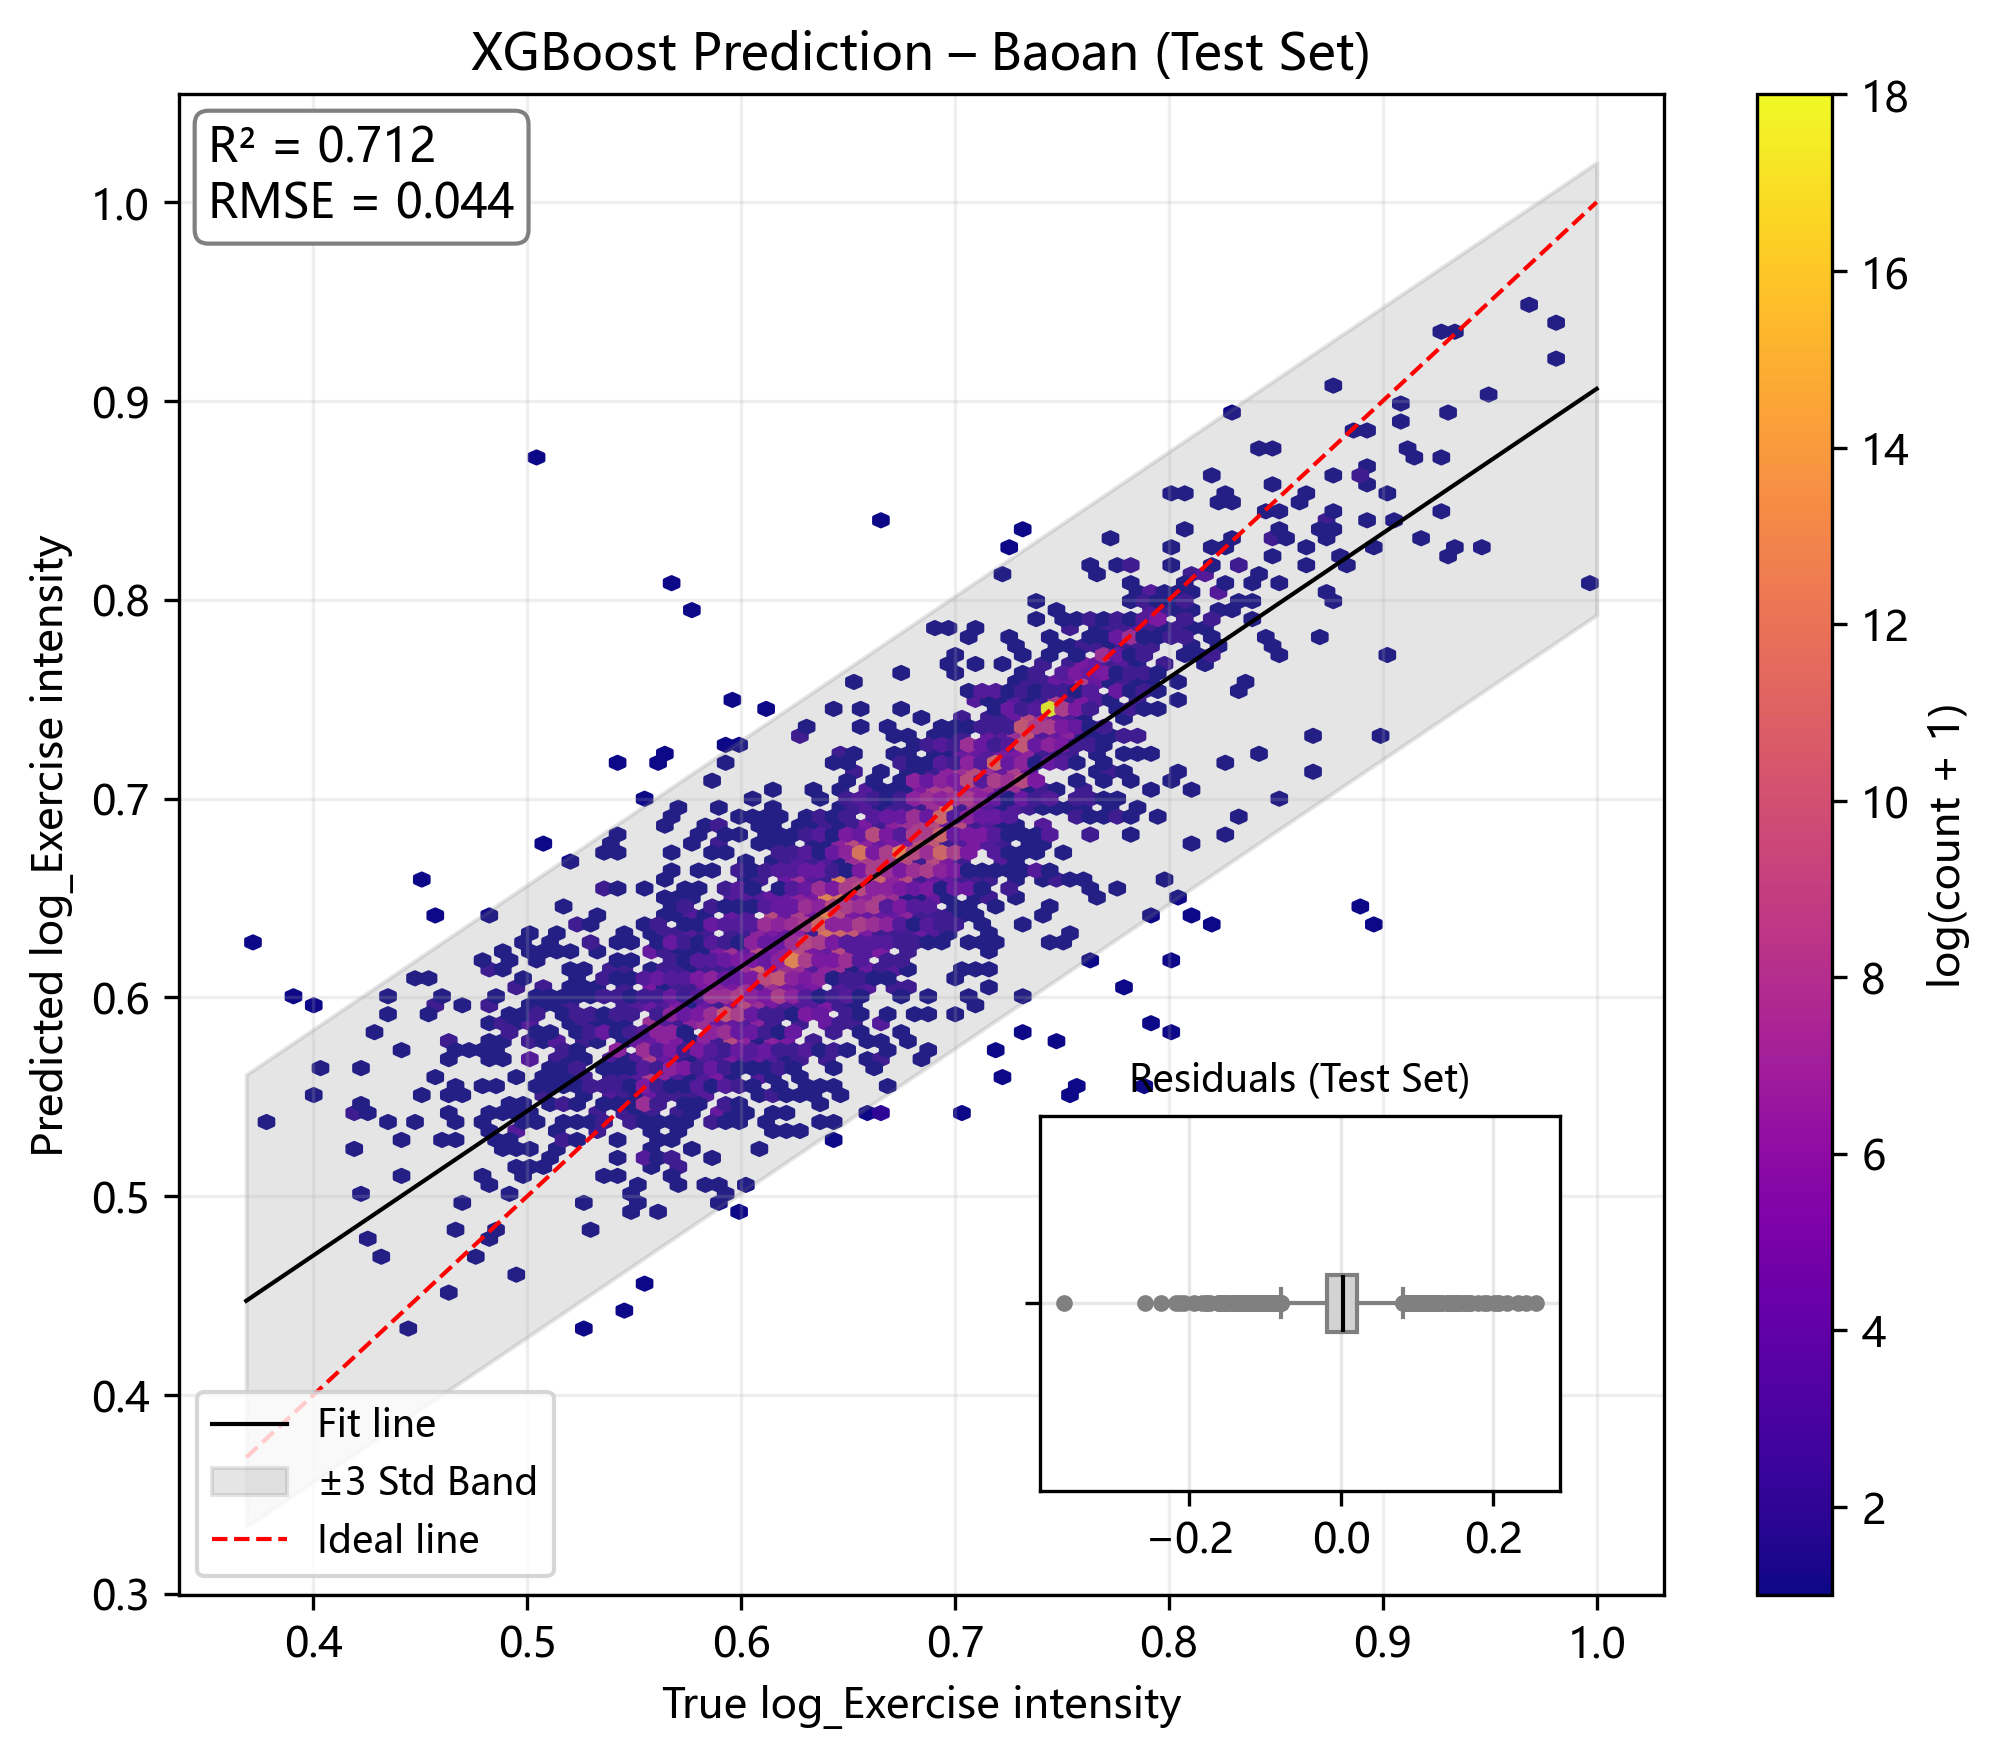 XGBoost Prediction – Baoan (Test Set)
R² = 0.712
RMSE = 0.044
Predicted log_Exercise intensity
1.0
0.9
0.8
0.7
0.6
0.5
0.4
0.3
Fit line
±3 Std Band
Ideal line
Residuals (Test Set)
−0.2 0.0 0.2
0.4 0.5 0.6 0.7 0.8 0.9 1.0
True log_Exercise intensity
18
16
14
12
10
8
6
4
2
log(count + 1)